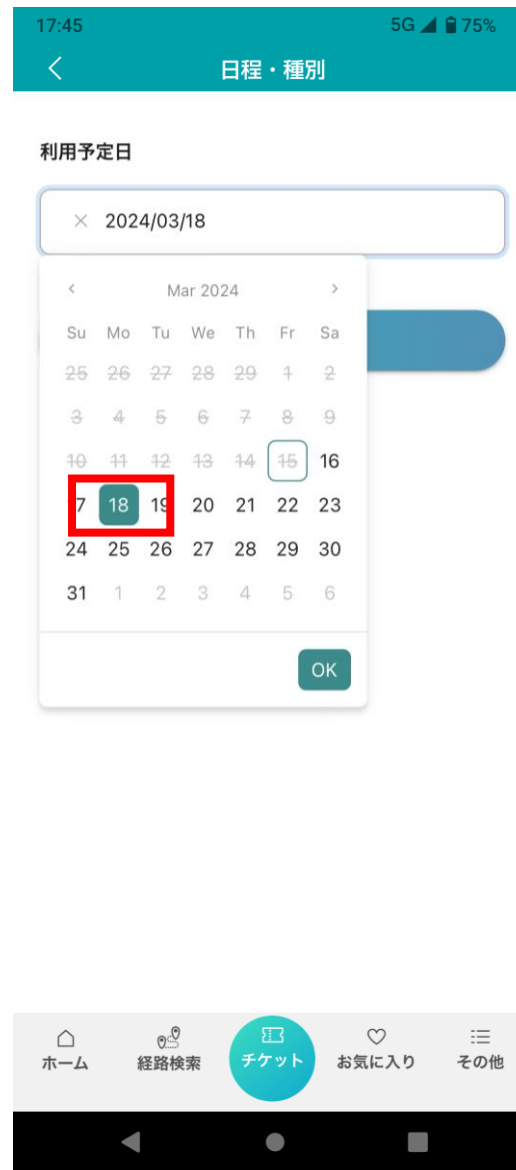 17:45 5G 75%
日程・種別
利用予定日
2024/03/18
Mar 2024
Su Mo Tu We Th Fr Sa
25 26 27 28 29 1 2
3 4 5 6 7 8 9
10 11 12 13 14 15 16
7 18 19 20 21 22 23
24 25 26 27 28 29 30
31 1 2 3 4 5 6
OK
ホーム 経路検索 チケット お気に入り その他